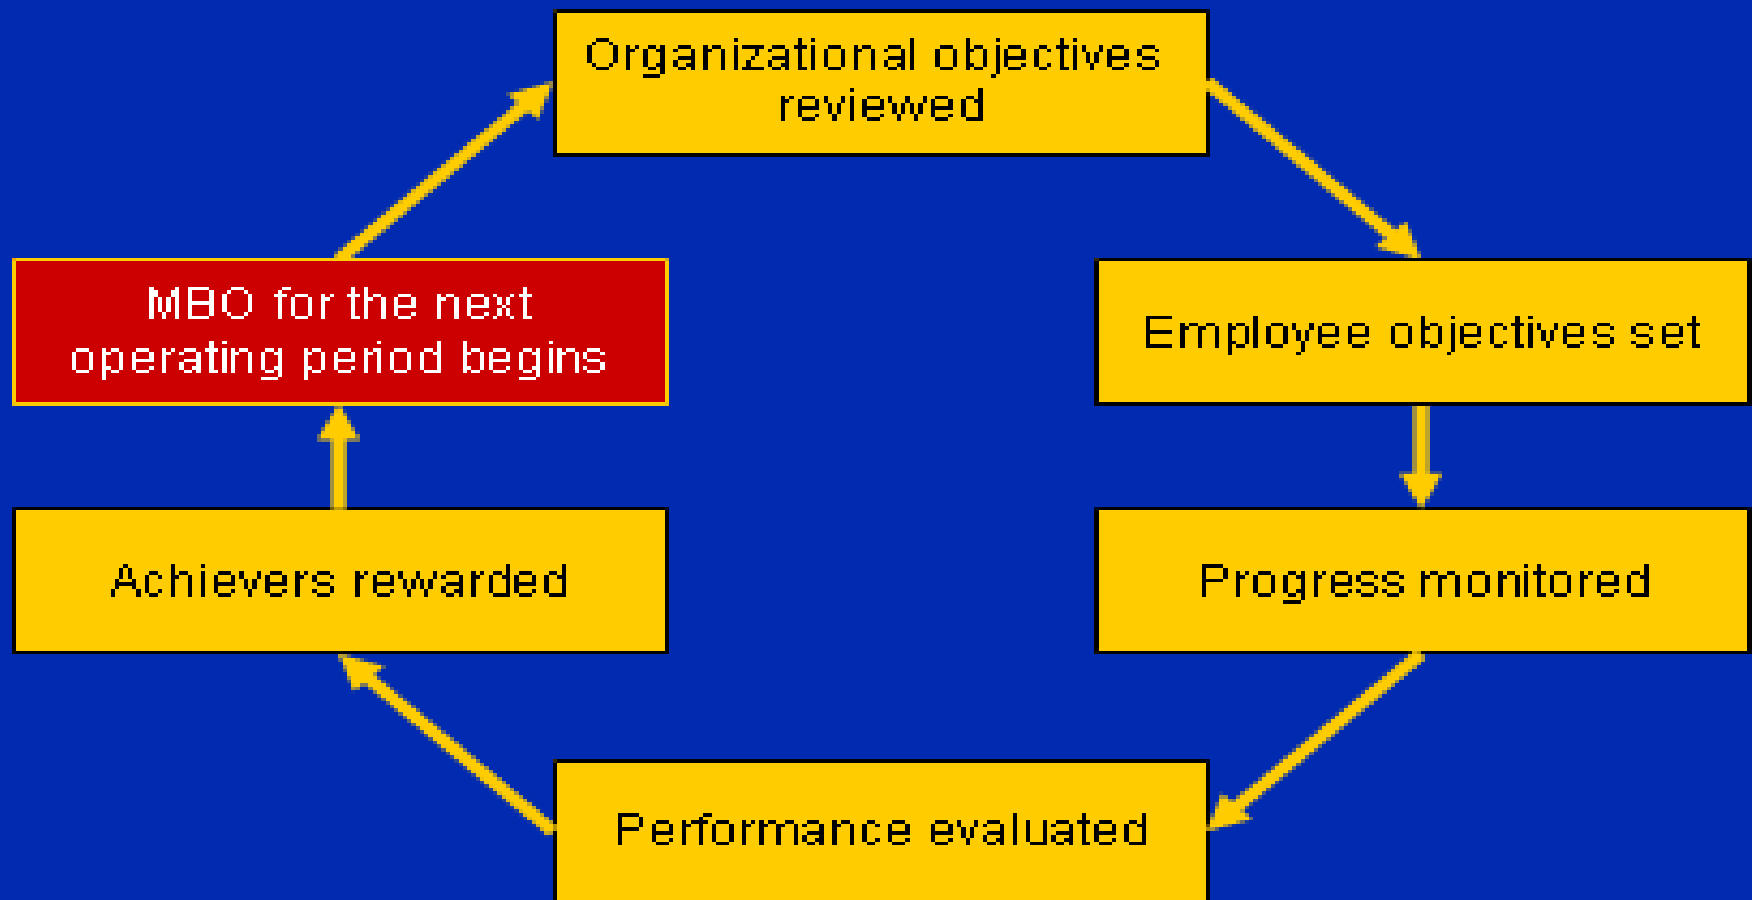 Organizational objectives
reviewed
MBO for the next
operating period begins
Employee objectives set
Achievers rewarded
Progress monitored
Performance evaluated